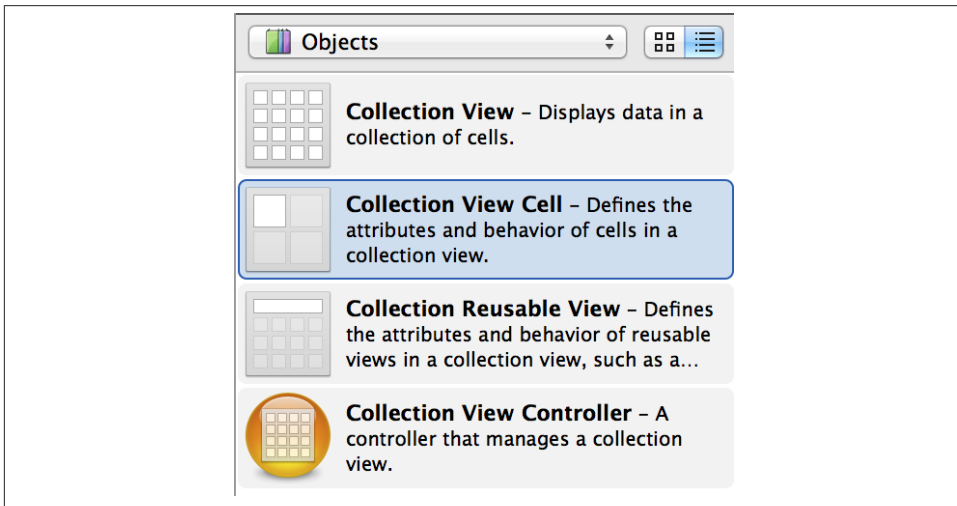 Objects
Collection View – Displays data in a
collection of cells.
Collection View Cell – Defines the
attributes and behavior of cells in a
collection view.
Collection Reusable View – Defines
the attributes and behavior of reusable
views in a collection view, such as a...
Collection View Controller – A
controller that manages a collection
view.